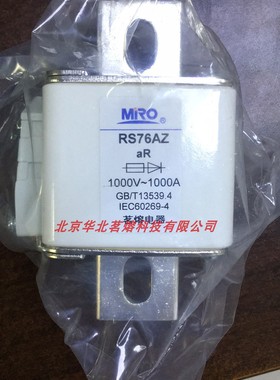 MIRO®
RS76AZ
aR
1000V~1000A
GB/T13539.4
IEC60269-4
北京华北茗熔科技有限公司
茗熔电器